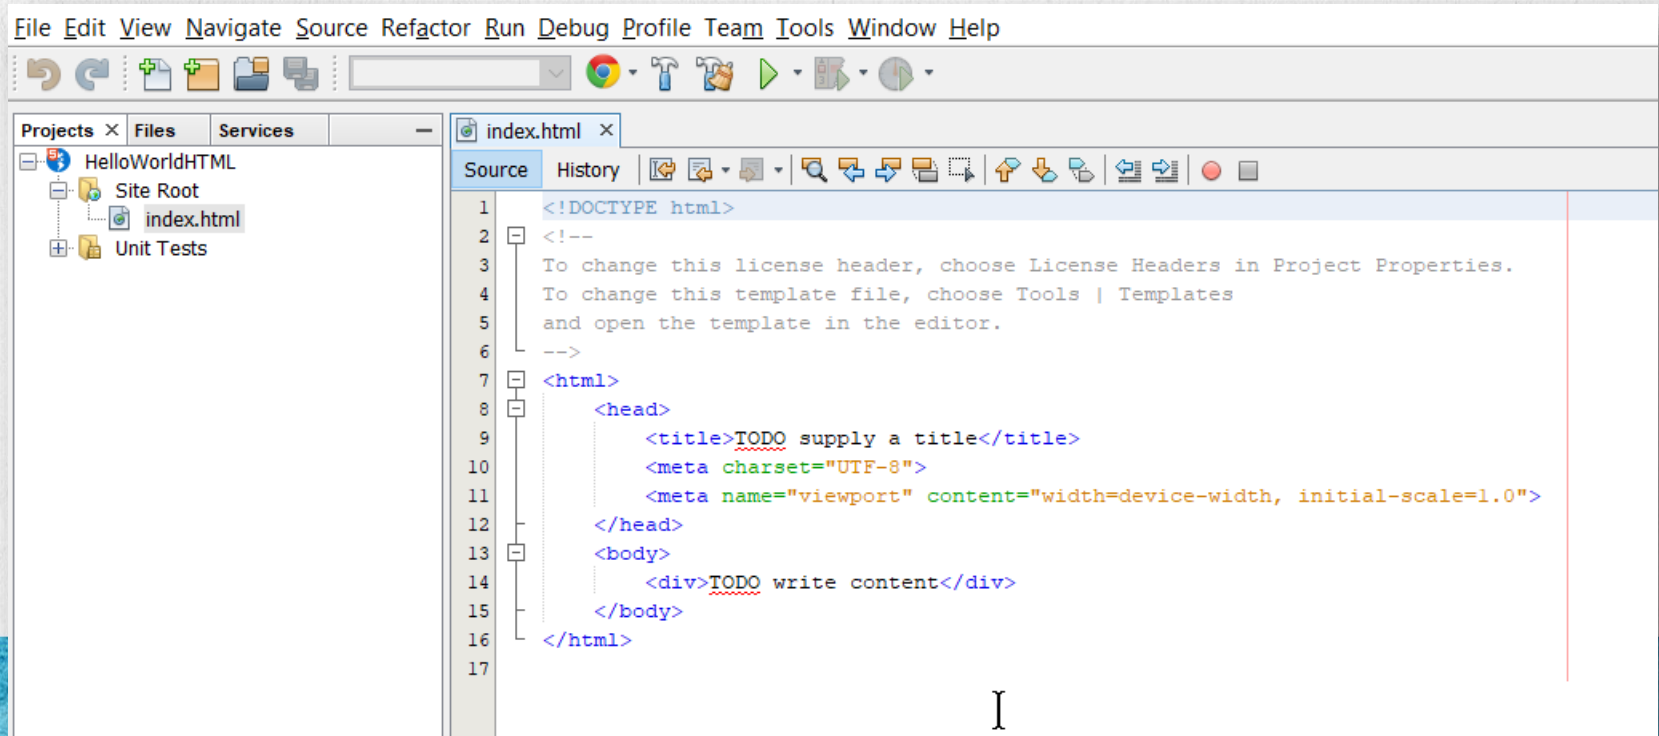 File Edit View Navigate Source Refactor Run Debug Profile Team Tools Window Help
Projects Files Services
HelloWorldHTML
Site Root
index.html
Unit Tests
index.html
Source History
1 <!DOCTYPE html>
2 <!--
3 To change this license header, choose License Headers in Project Properties.
4 To change this template file, choose Tools | Templates
5 and open the template in the editor.
6 -->
7 <html>
8 <head>
9 <title>TODO supply a title</title>
10 <meta charset="UTF-8">
11 <meta name="viewport" content="width=device-width, initial-scale=1.0">
12 </head>
13 <body>
14 <div>TODO write content</div>
15 </body>
16 </html>
17